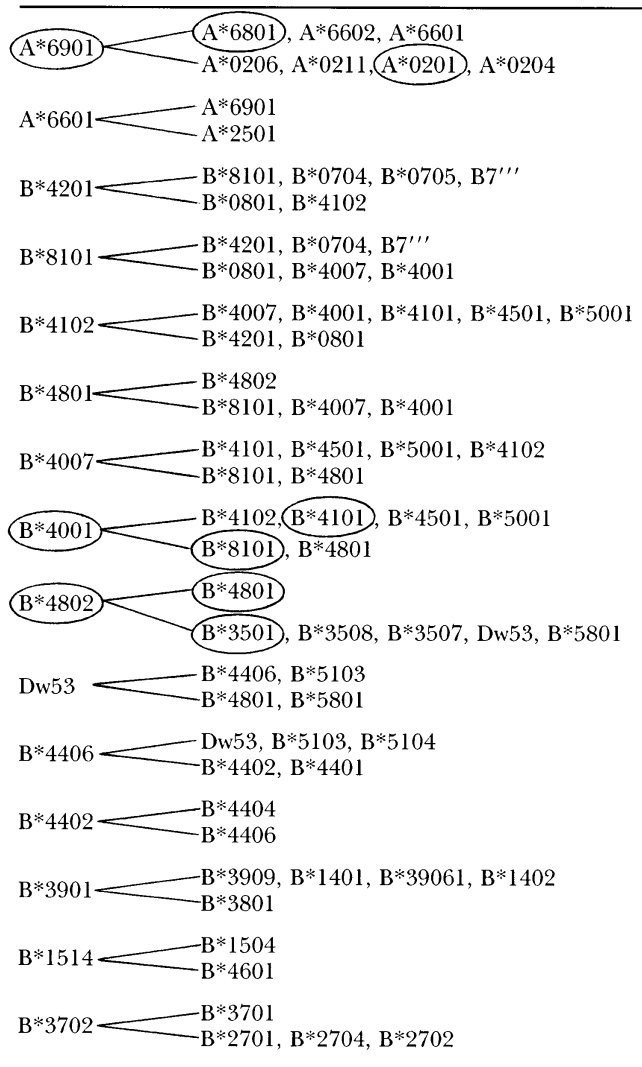 A*6901
A*6801, A*6602, A*6601
A*0206, A*0211, A*0201, A*0204
A*6601
A*6901
A*2501
B*4201
B*8101, B*0704, B*0705, B7′′′
B*0801, B*4102
B*8101
B*4201, B*0704, B7′′′
B*0801, B*4007, B*4001
B*4102
B*4007, B*4001, B*4101, B*4501, B*5001
B*4201, B*0801
B*4801
B*4802
B*8101, B*4007, B*4001
B*4007
B*4101, B*4501, B*5001, B*4102
B*8101, B*4801
B*4001
B*4102, B*4101, B*4501, B*5001
B*8101, B*4801
B*4802
B*4801
B*3501, B*3508, B*3507, Dw53, B*5801
Dw53
B*4406, B*5103
B*4801, B*5801
B*4406
Dw53, B*5103, B*5104
B*4402, B*4401
B*4402
B*4404
B*4406
B*3901
B*3909, B*1401, B*39061, B*1402
B*3801
B*1514
B*1504
B*4601
B*3702
B*3701
B*2701, B*2704, B*2702